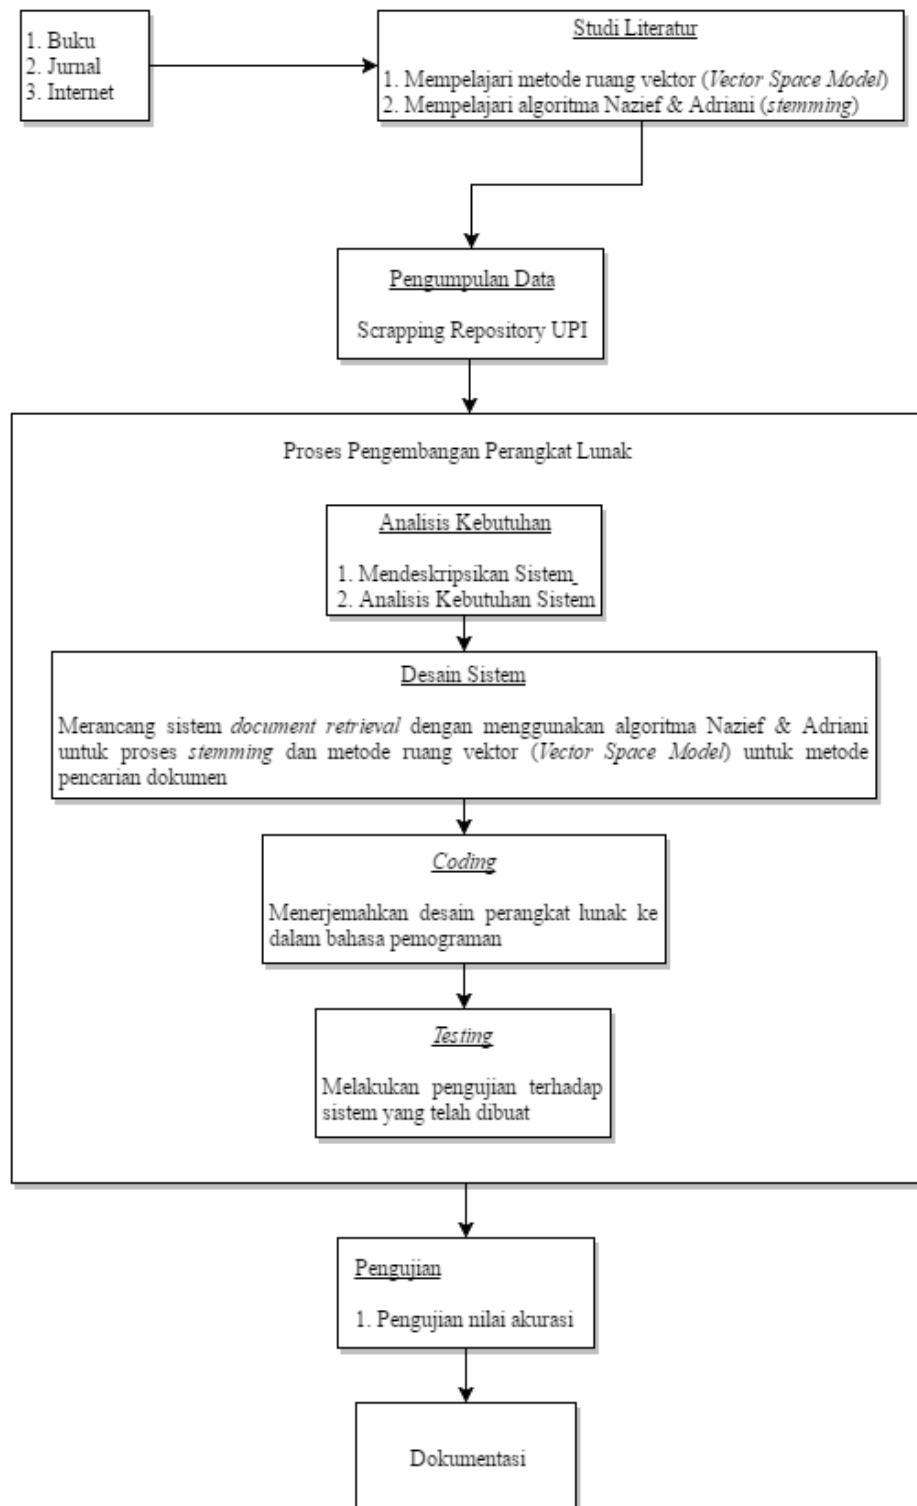 1. Buku
2. Jurnal
3. Internet
Studi Literatur
1. Mempelajari metode ruang vektor (Vector Space Model)
2. Mempelajari algoritma Nazief & Adriani (stemming)
Pengumpulan Data
Scrapping Repository UPI
Proses Pengembangan Perangkat Lunak
Analisis Kebutuhan
1. Mendeskripsikan Sistem
2. Analisis Kebutuhan Sistem
Desain Sistem
Merancang sistem document retrieval dengan menggunakan algoritma Nazief & Adriani
untuk proses stemming dan metode ruang vektor (Vector Space Model) untuk metode
pencarian dokumen
Coding
Menerjemahkan desain perangkat lunak ke
dalam bahasa pemograman
Testing
Melakukan pengujian terhadap
sistem yang telah dibuat
Pengujian
1. Pengujian nilai akurasi
Dokumentasi